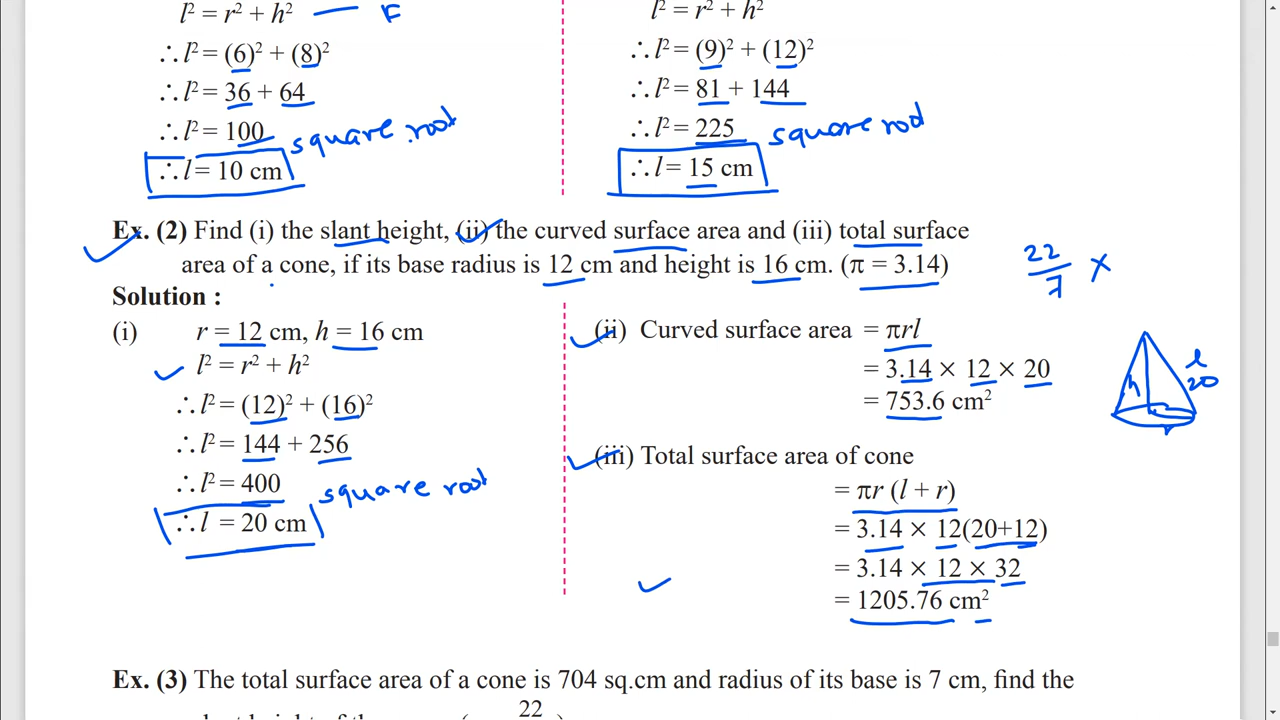 l² = r² + h² — F
∴ l² = (6)² + (8)²
∴ l² = 36 + 64
∴ l² = 100 square root
∴ l = 10 cm
l² = r² + h²
∴ l² = (9)² + (12)²
∴ l² = 81 + 144
∴ l² = 225 square root
∴ l = 15 cm
Ex. (2) Find (i) the slant height, (ii) the curved surface area and (iii) total surface
area of a cone, if its base radius is 12 cm and height is 16 cm. (π = 3.14)
22/7 ×
Solution :
(i) r = 12 cm, h = 16 cm
l² = r² + h²
∴ l² = (12)² + (16)²
∴ l² = 144 + 256
∴ l² = 400 square root
∴ l = 20 cm
(ii) Curved surface area = πrl
= 3.14 × 12 × 20
= 753.6 cm²
l
20
h
r
(iii) Total surface area of cone
= πr (l + r)
= 3.14 × 12(20+12)
= 3.14 × 12 × 32
= 1205.76 cm²
Ex. (3) The total surface area of a cone is 704 sq.cm and radius of its base is 7 cm, find the
22